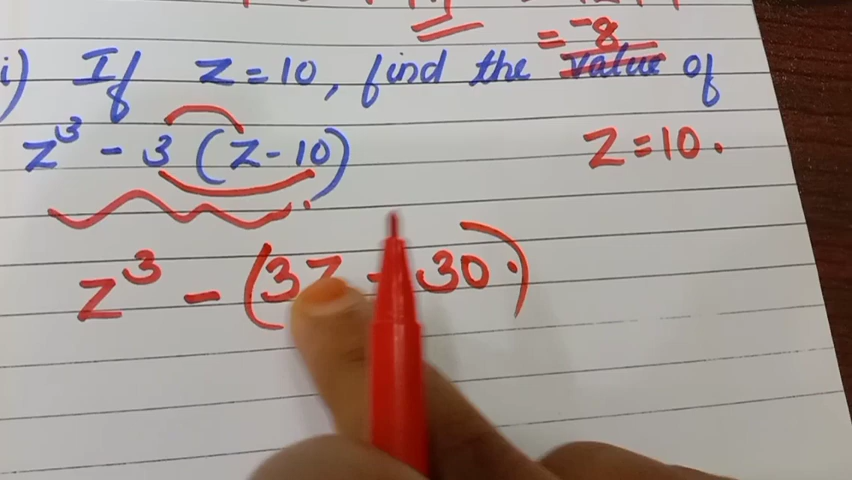 = -8
i) If z = 10, find the value of
z³ - 3 (z - 10)
z = 10.
z³ - (3z - 30)